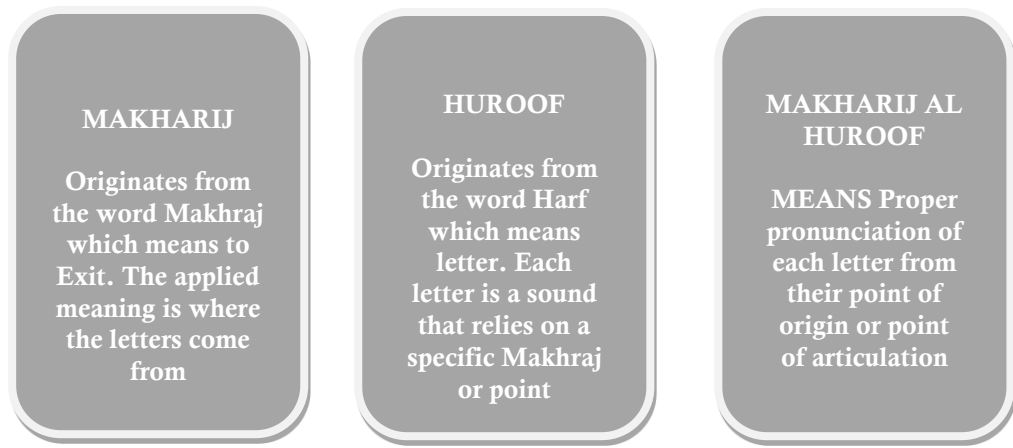 MAKHARIJ
Originates from
the word Makhraj
which means to
Exit. The applied
meaning is where
the letters come
from
HUROOF
Originates from
the word Harf
which means
letter. Each
letter is a sound
that relies on a
specific Makhraj
or point
MAKHARIJ AL
HUROOF
MEANS Proper
pronunciation of
each letter from
their point of
origin or point
of articulation